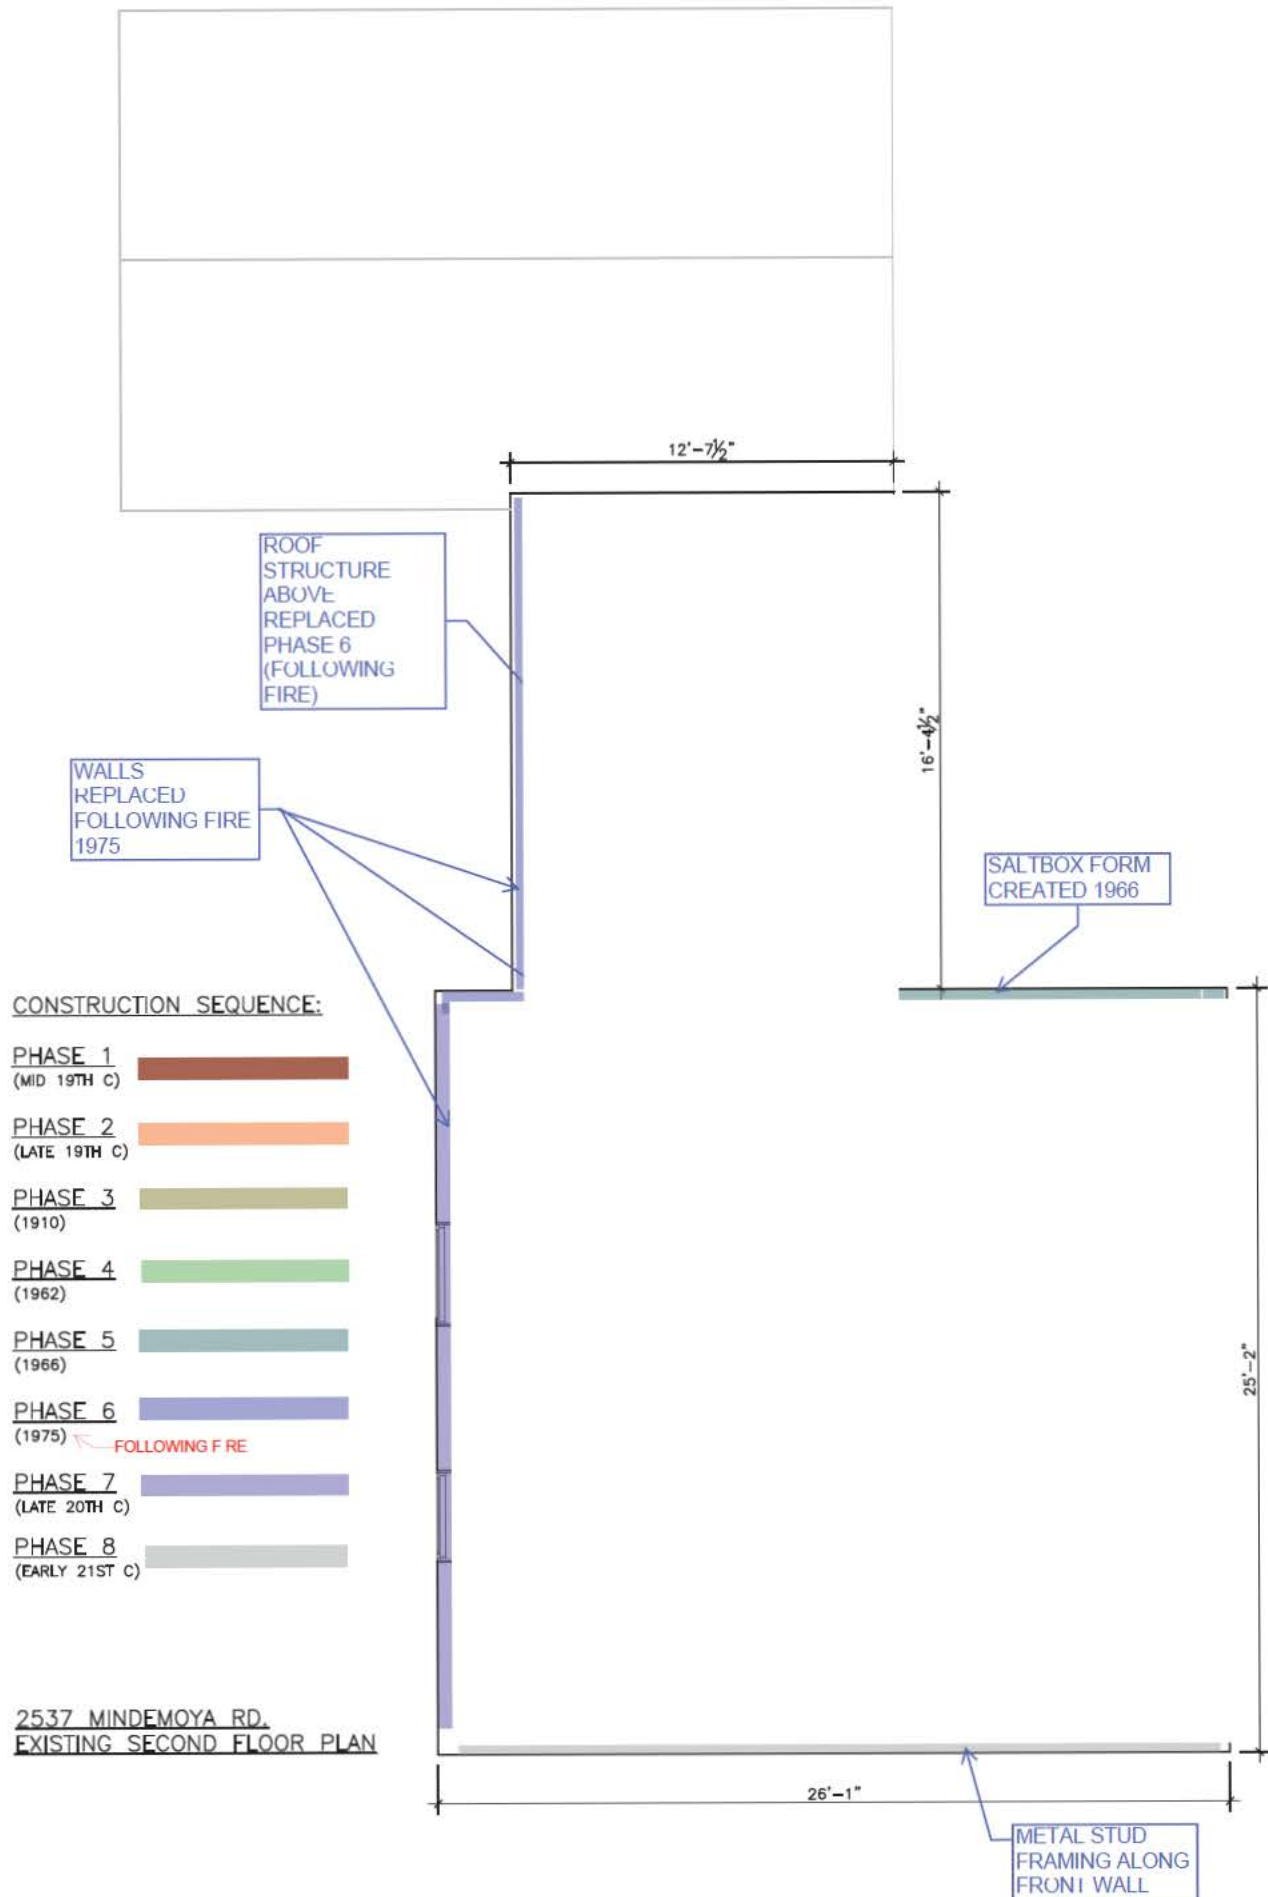 12'-7½"
ROOF
STRUCTURE
ABOVE
REPLACED
PHASE 6
(FOLLOWING
FIRE)
16'-4½"
WALLS
REPLACED
FOLLOWING FIRE
1975
SALTBOX FORM
CREATED 1966
CONSTRUCTION SEQUENCE:
PHASE 1
(MID 19TH C)
PHASE 2
(LATE 19TH C)
PHASE 3
(1910)
PHASE 4
(1962)
PHASE 5
(1966)
PHASE 6
(1975)
FOLLOWING F RE
PHASE 7
(LATE 20TH C)
PHASE 8
(EARLY 21ST C)
25'-2"
2537 MINDEMOYA RD.
EXISTING SECOND FLOOR PLAN
26'-1"
METAL STUD
FRAMING ALONG
FRONT WALL